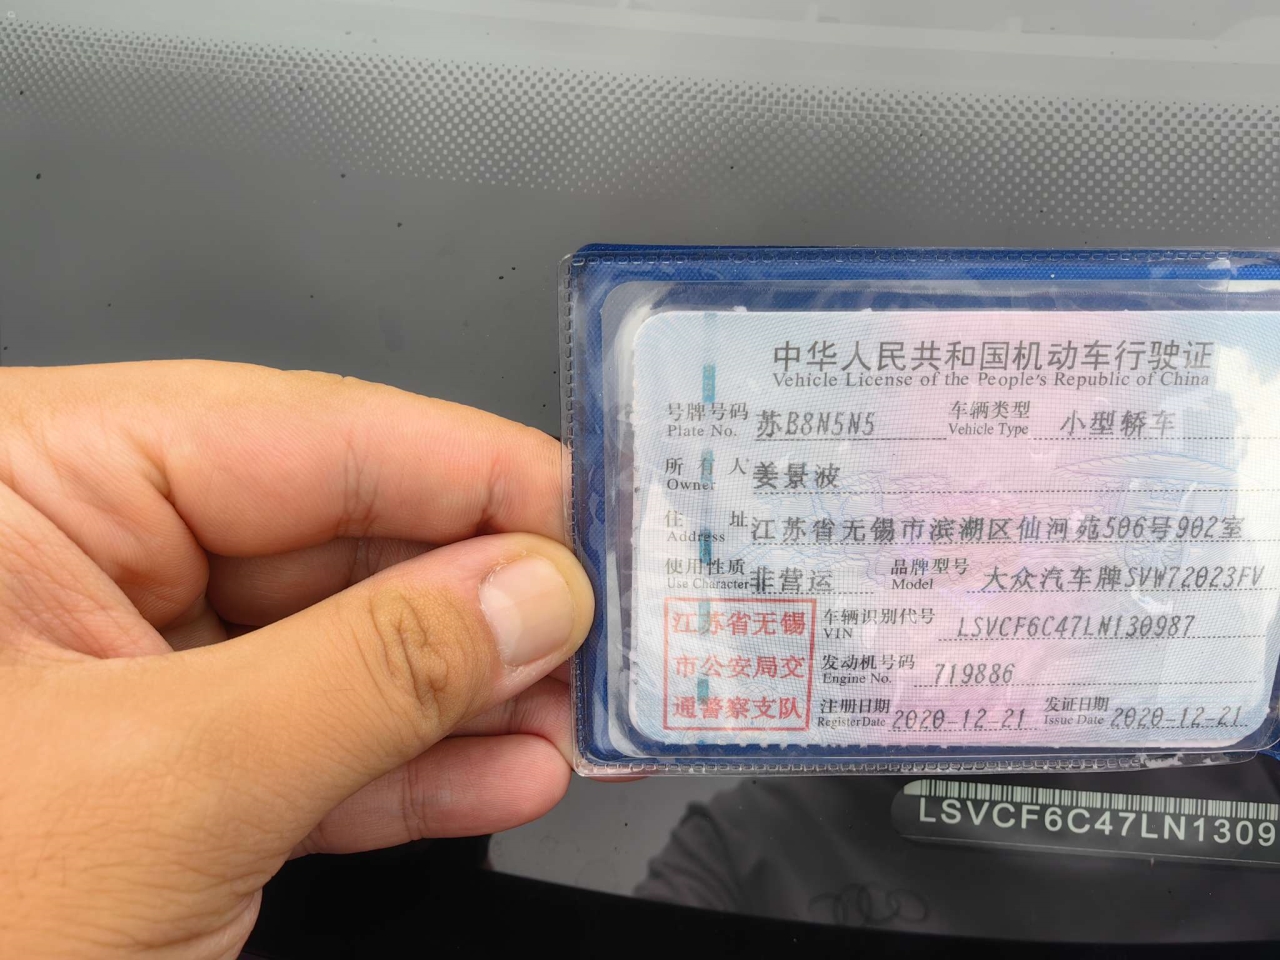 中华人民共和国机动车行驶证
Vehicle License of the People's Republic of China
号牌号码 苏B8N5N5 车辆类型 小型轿车
Plate No. Vehicle Type
所有人 姜景波
Owner
住址 江苏省无锡市滨湖区仙河苑506号902室
Address
使用性质 非营运 品牌型号 大众汽车牌SVW72023FV
Use Character Model
江苏省无锡
市公安局交
通警察支队
车辆识别代号 LSVCF6C47LN130987
VIN
发动机号码 719886
Engine No.
注册日期 2020-12-21 发证日期 2020-12-21
Register Date Issue Date
LSVCF6C47LN1309